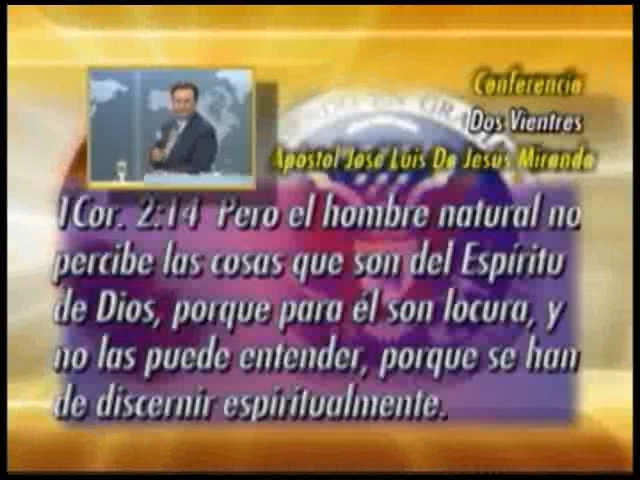 Conferencia
Dos Vientres
Apostol Jose Luis De Jesus Miranda
1Cor. 2:14 Pero el hombre natural no
percibe las cosas que son del Espíritu
de Dios, porque para él son locura, y
no las puede entender, porque se han
de discernir espiritualmente.